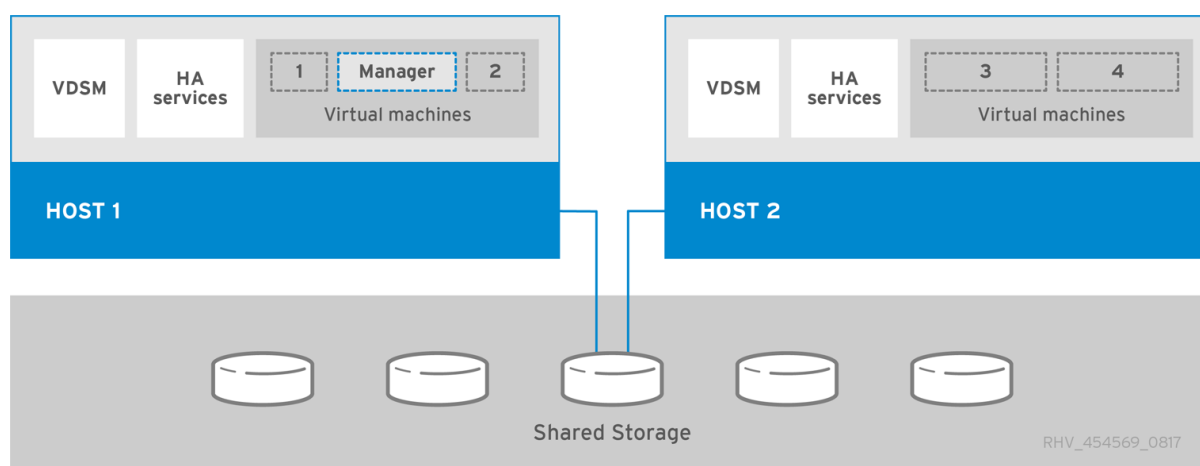 VDSM
HA
services
1
Manager
2
Virtual machines
HOST 1
VDSM
HA
services
3
4
Virtual machines
HOST 2
Shared Storage
RHV_454569_0817